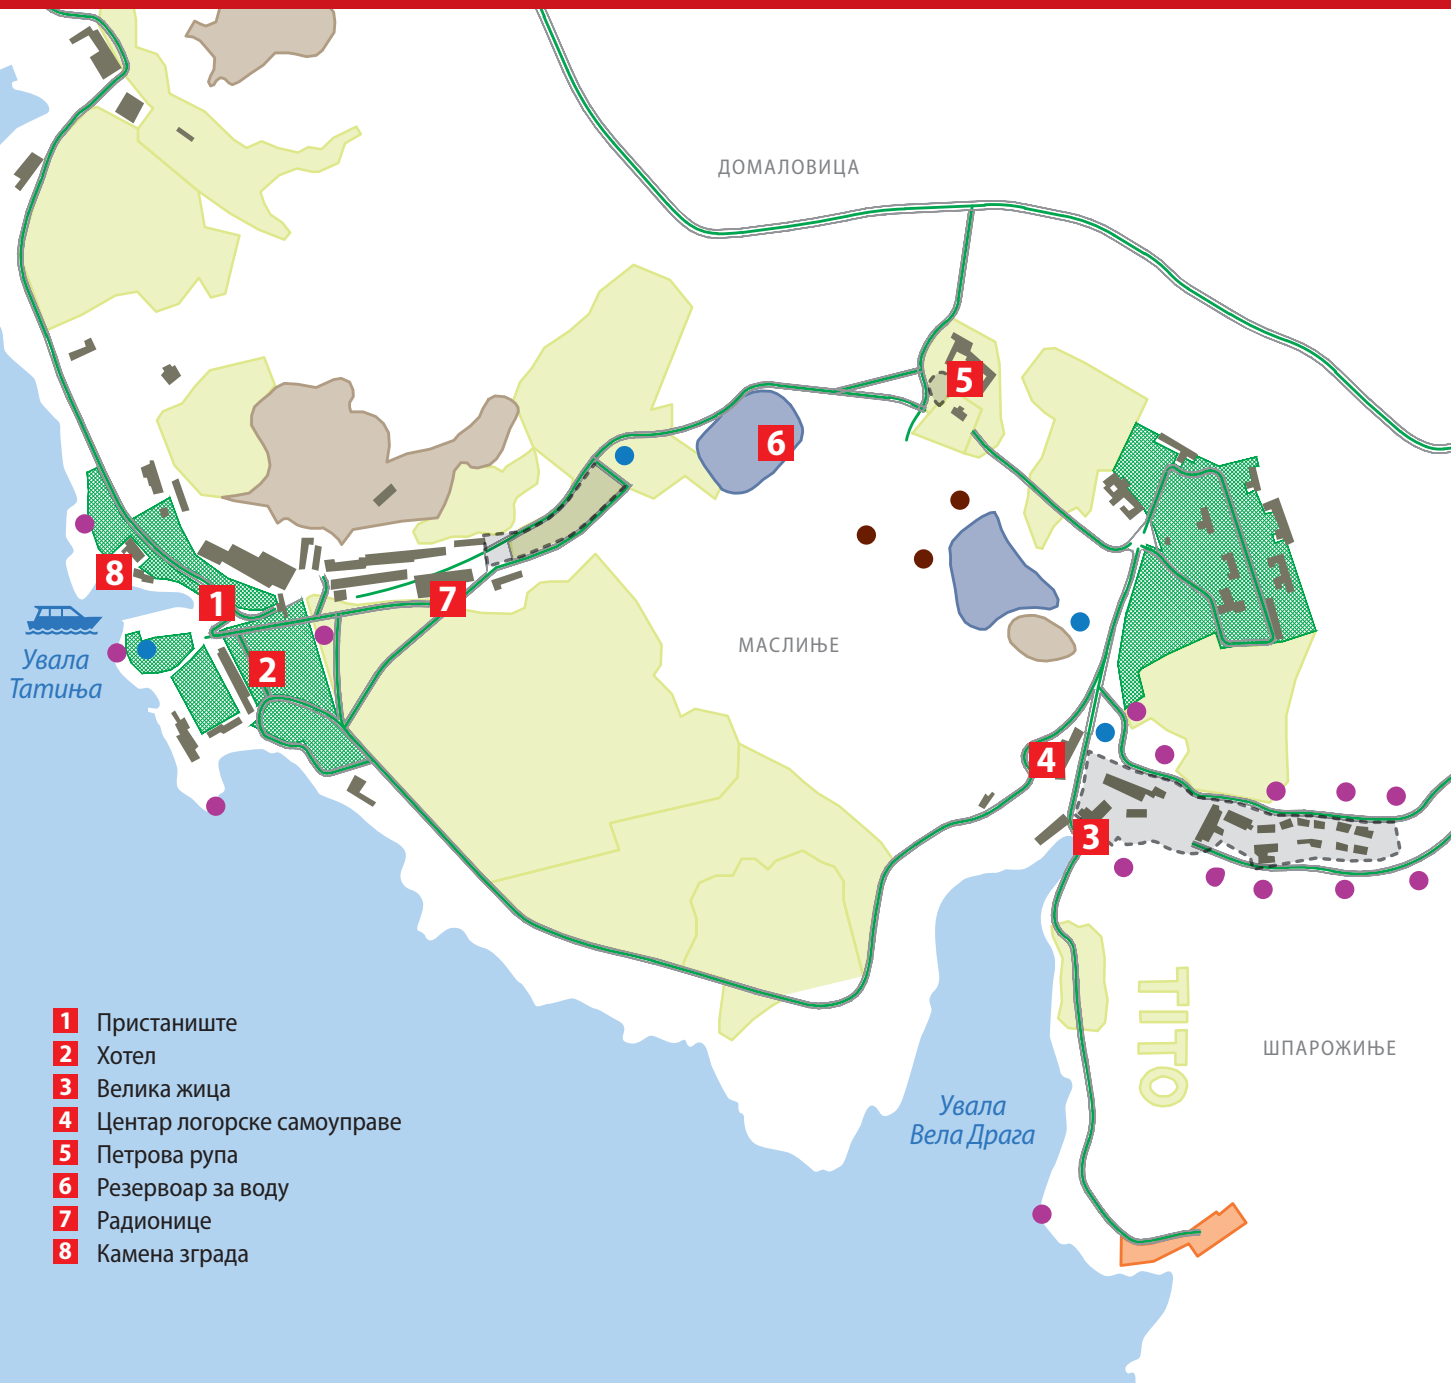 ДОМАЛОВИЦА
5
6
8
1
7
МАСЛИЊЕ
Увала
Татиња
2
4
3
TITO
1 Пристаниште
2 Хотел
3 Велика жица
4 Центар логорске самоуправе
5 Петрова рупа
6 Резервоар за воду
7 Радионице
8 Камена зграда
ШПАРОЖИЊЕ
Увала
Вела Драга